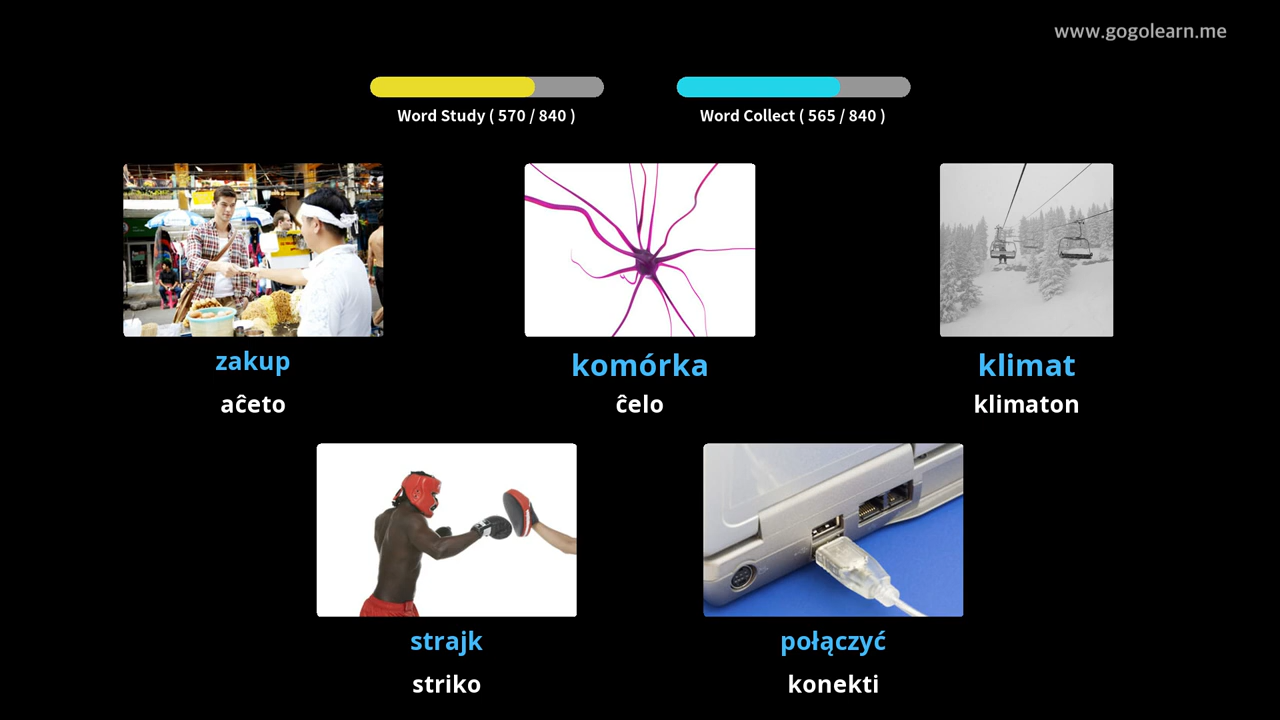 www.gogolearn.me
Word Study ( 570 / 840 )
Word Collect ( 565 / 840 )
zakup
aĉeto
komórka
ĉelo
klimat
klimaton
strajk
striko
połączyć
konekti